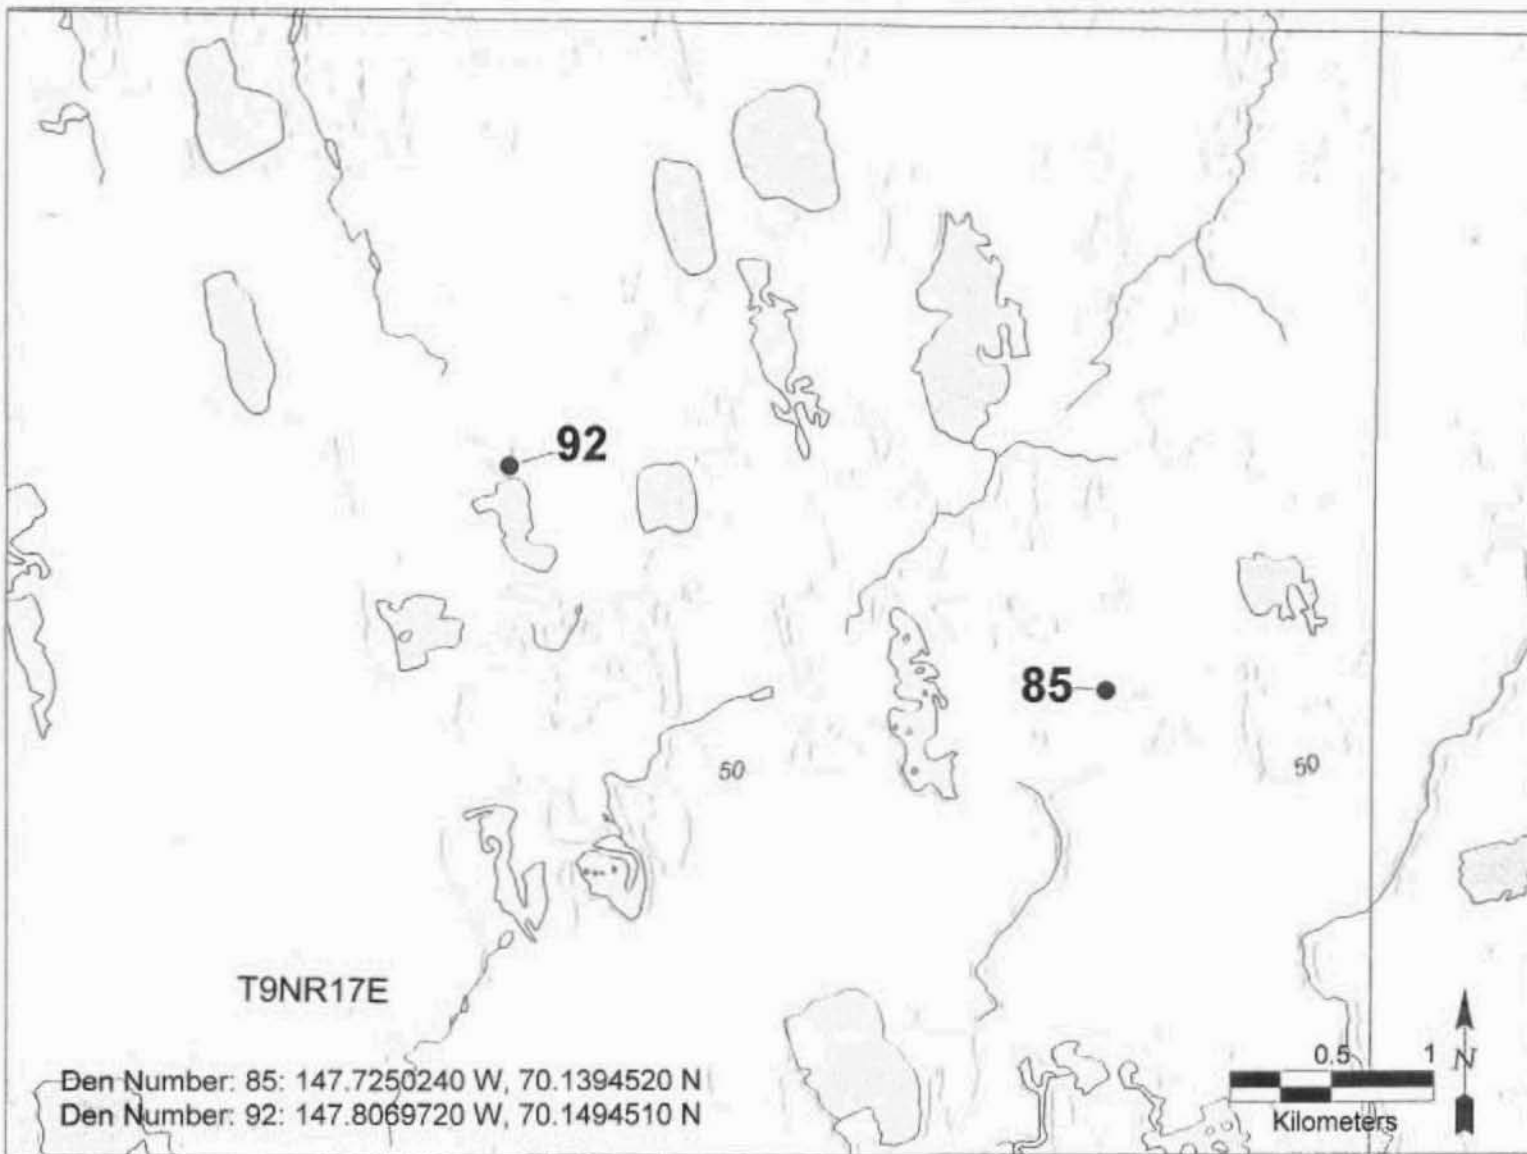 92
85
50
50
T9NR17E
0.5 1
N
Kilometers
Den Number: 85: 147.7250240 W, 70.1394520 N
Den Number: 92: 147.8069720 W, 70.1494510 N